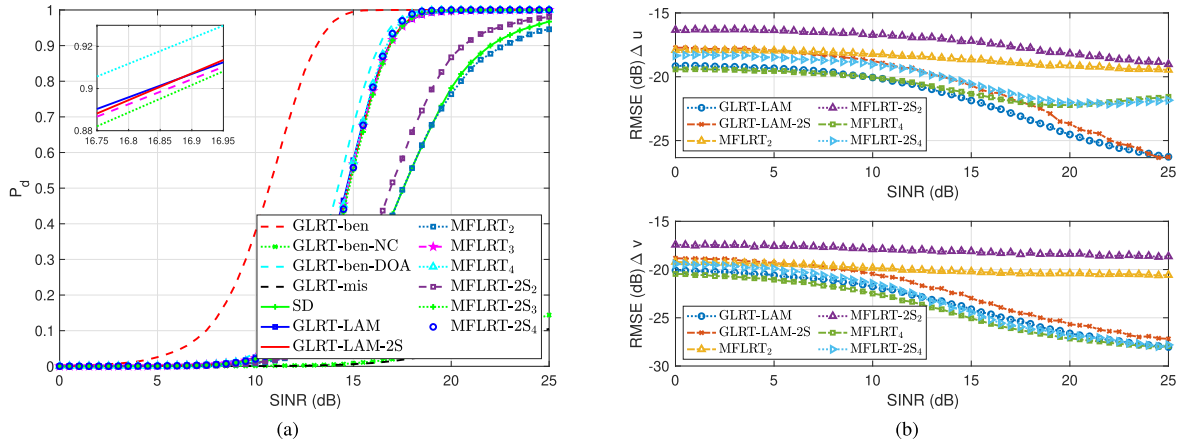 1
0.9
0.8
0.7
0.6
0.5
0.4
0.3
0.2
0.1
0
P_d
0.92
0.9
0.88
16.75 16.8 16.85 16.9 16.95
GLRT-ben
GLRT-ben-NC
GLRT-ben-DOA
GLRT-mis
SD
GLRT-LAM
GLRT-LAM-2S
MFLRT₂
MFLRT₃
MFLRT₄
MFLRT-2S₂
MFLRT-2S₃
MFLRT-2S₄
0 5 10 15 20 25
SINR (dB)
(a)
-15
-20
-25
RMSE (dB) Δ u
GLRT-LAM
GLRT-LAM-2S
MFLRT₂
MFLRT-2S₂
MFLRT₄
MFLRT-2S₄
0 5 10 15 20 25
SINR (dB)
-15
-20
-25
-30
RMSE (dB) Δ v
GLRT-LAM
GLRT-LAM-2S
MFLRT₂
MFLRT-2S₂
MFLRT₄
MFLRT-2S₄
0 5 10 15 20 25
SINR (dB)
(b)